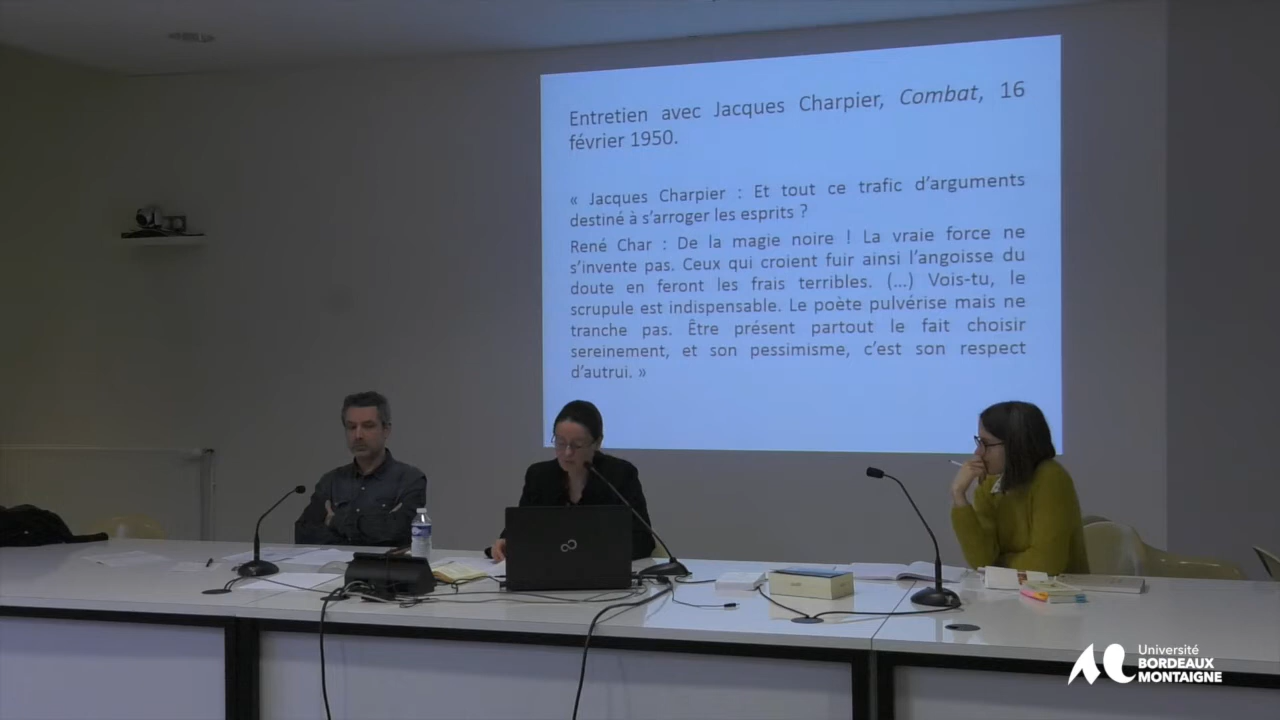 Entretien avec Jacques Charpier, Combat, 16
février 1950.
« Jacques Charpier : Et tout ce trafic d'arguments
destiné à s'arroger les esprits ?
René Char : De la magie noire ! La vraie force ne
s'invente pas. Ceux qui croient fuir ainsi l'angoisse du
doute en feront les frais terribles. (...) Vois-tu, le
scrupule est indispensable. Le poète pulvérise mais ne
tranche pas. Être présent partout le fait choisir
sereinement, et son pessimisme, c'est son respect
d'autrui. »
Université
BORDEAUX
MONTAIGNE